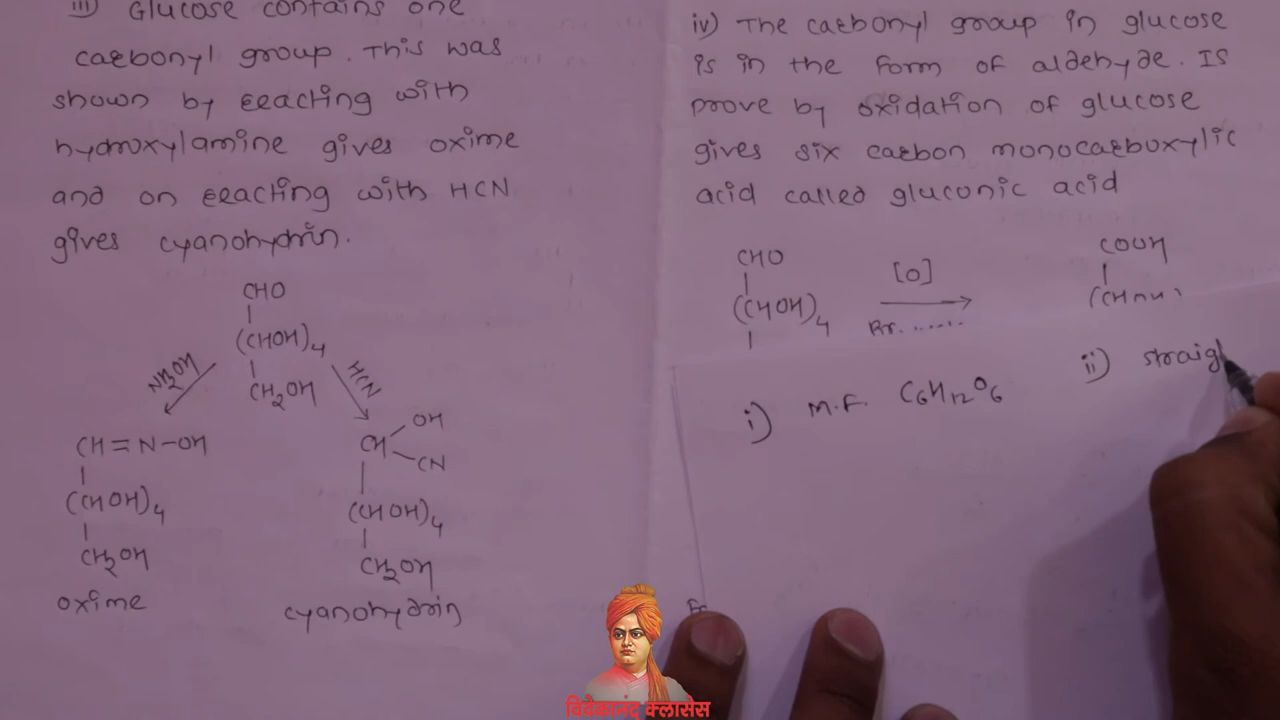 iii) Glucose contains one
carbonyl group. This was
shown by reacting with
hydroxylamine gives oxime
and on reacting with HCN
gives cyanohydrin.
CHO
(CHOH)4
CH2OH
NH2OH
HCN
CH=N-OH
(CHOH)4
CH2OH
oxime
OH
CH
CN
(CHOH)4
CH2OH
cyanohydrin
iv) The carbonyl group in glucose
is in the form of aldehyde. Is
prove by oxidation of glucose
gives six carbon monocarboxylic
acid called gluconic acid
CHO
(CHOH)4
[O]
Br.......
COOH
i) M.F. C6H12O6
ii) straig
विवेकानंद क्लासेस